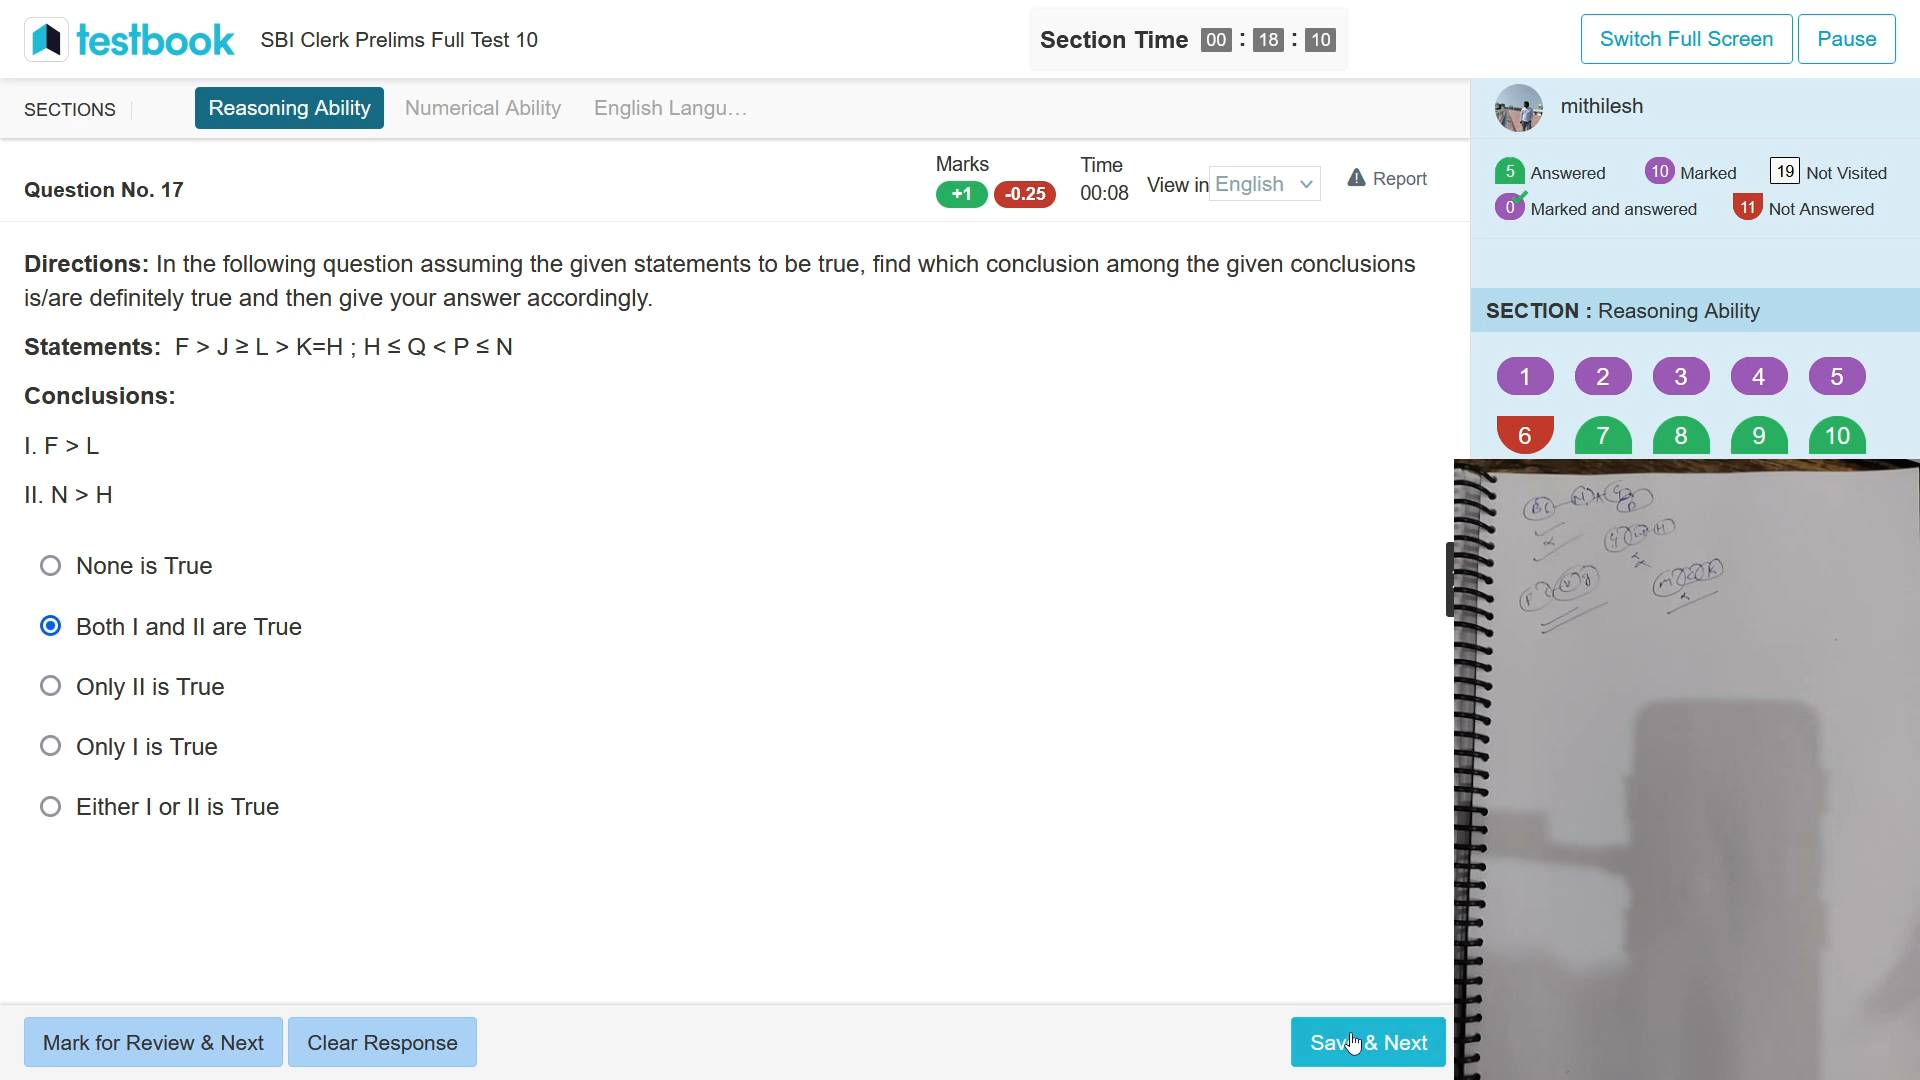 testbook SBI Clerk Prelims Full Test 10 Section Time 00 : 18 : 10 Switch Full Screen Pause
SECTIONS Reasoning Ability Numerical Ability English Langu...
mithilesh
Question No. 17
Marks
+1 -0.25
Time
00:08
View in English
Report
5 Answered 10 Marked 19 Not Visited
0 Marked and answered 11 Not Answered
Directions: In the following question assuming the given statements to be true, find which conclusion among the given conclusions
is/are definitely true and then give your answer accordingly.
Statements: F > J ≥ L > K=H ; H ≤ Q < P ≤ N
Conclusions:
I. F > L
II. N > H
None is True
Both I and II are True
Only II is True
Only I is True
Either I or II is True
SECTION : Reasoning Ability
1 2 3 4 5
6 7 8 9 10
Mark for Review & Next Clear Response Save & Next